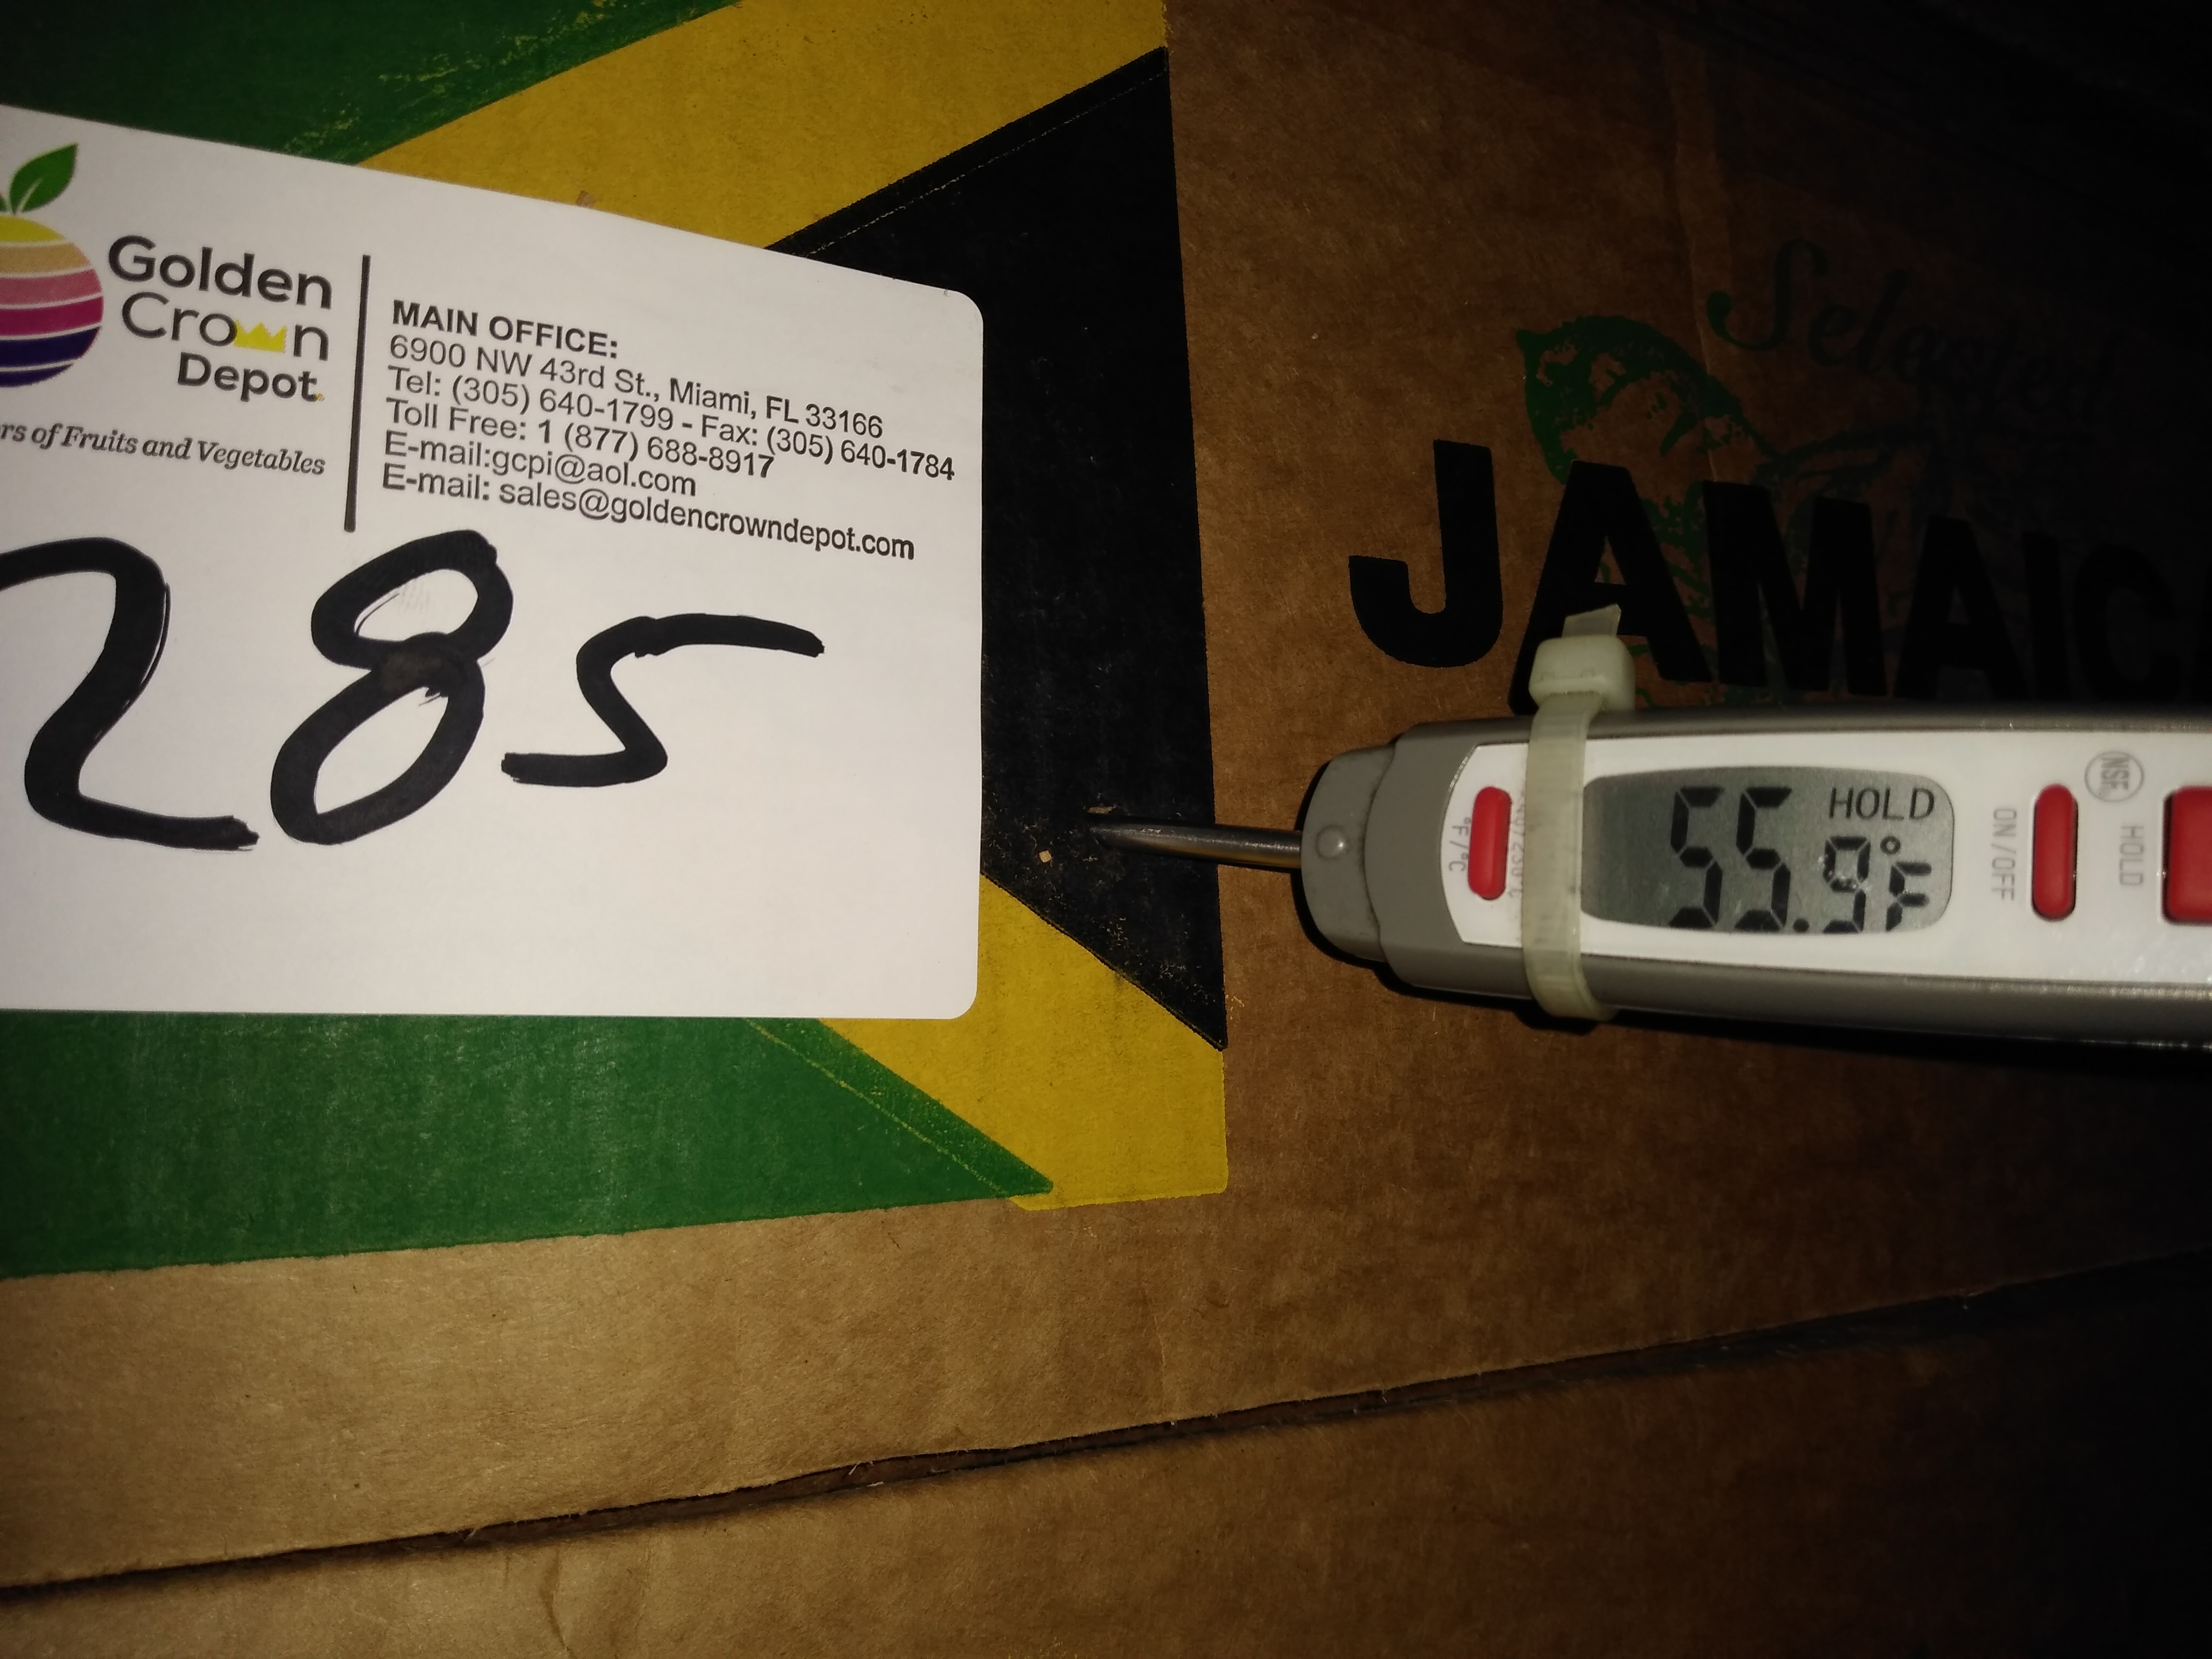 Golden
Crown
Depot.
rs of Fruits and Vegetables
MAIN OFFICE:
6900 NW 43rd St., Miami, FL 33166
Tel: (305) 640-1799 - Fax: (305) 640-1784
Toll Free: 1 (877) 688-8917
E-mail:gcpi@aol.com
E-mail: sales@goldencrowndepot.com
285
Selected
JAMAICA
°F/°C
HOLD
55.9°F
ON/OFF
NSF
HOLD